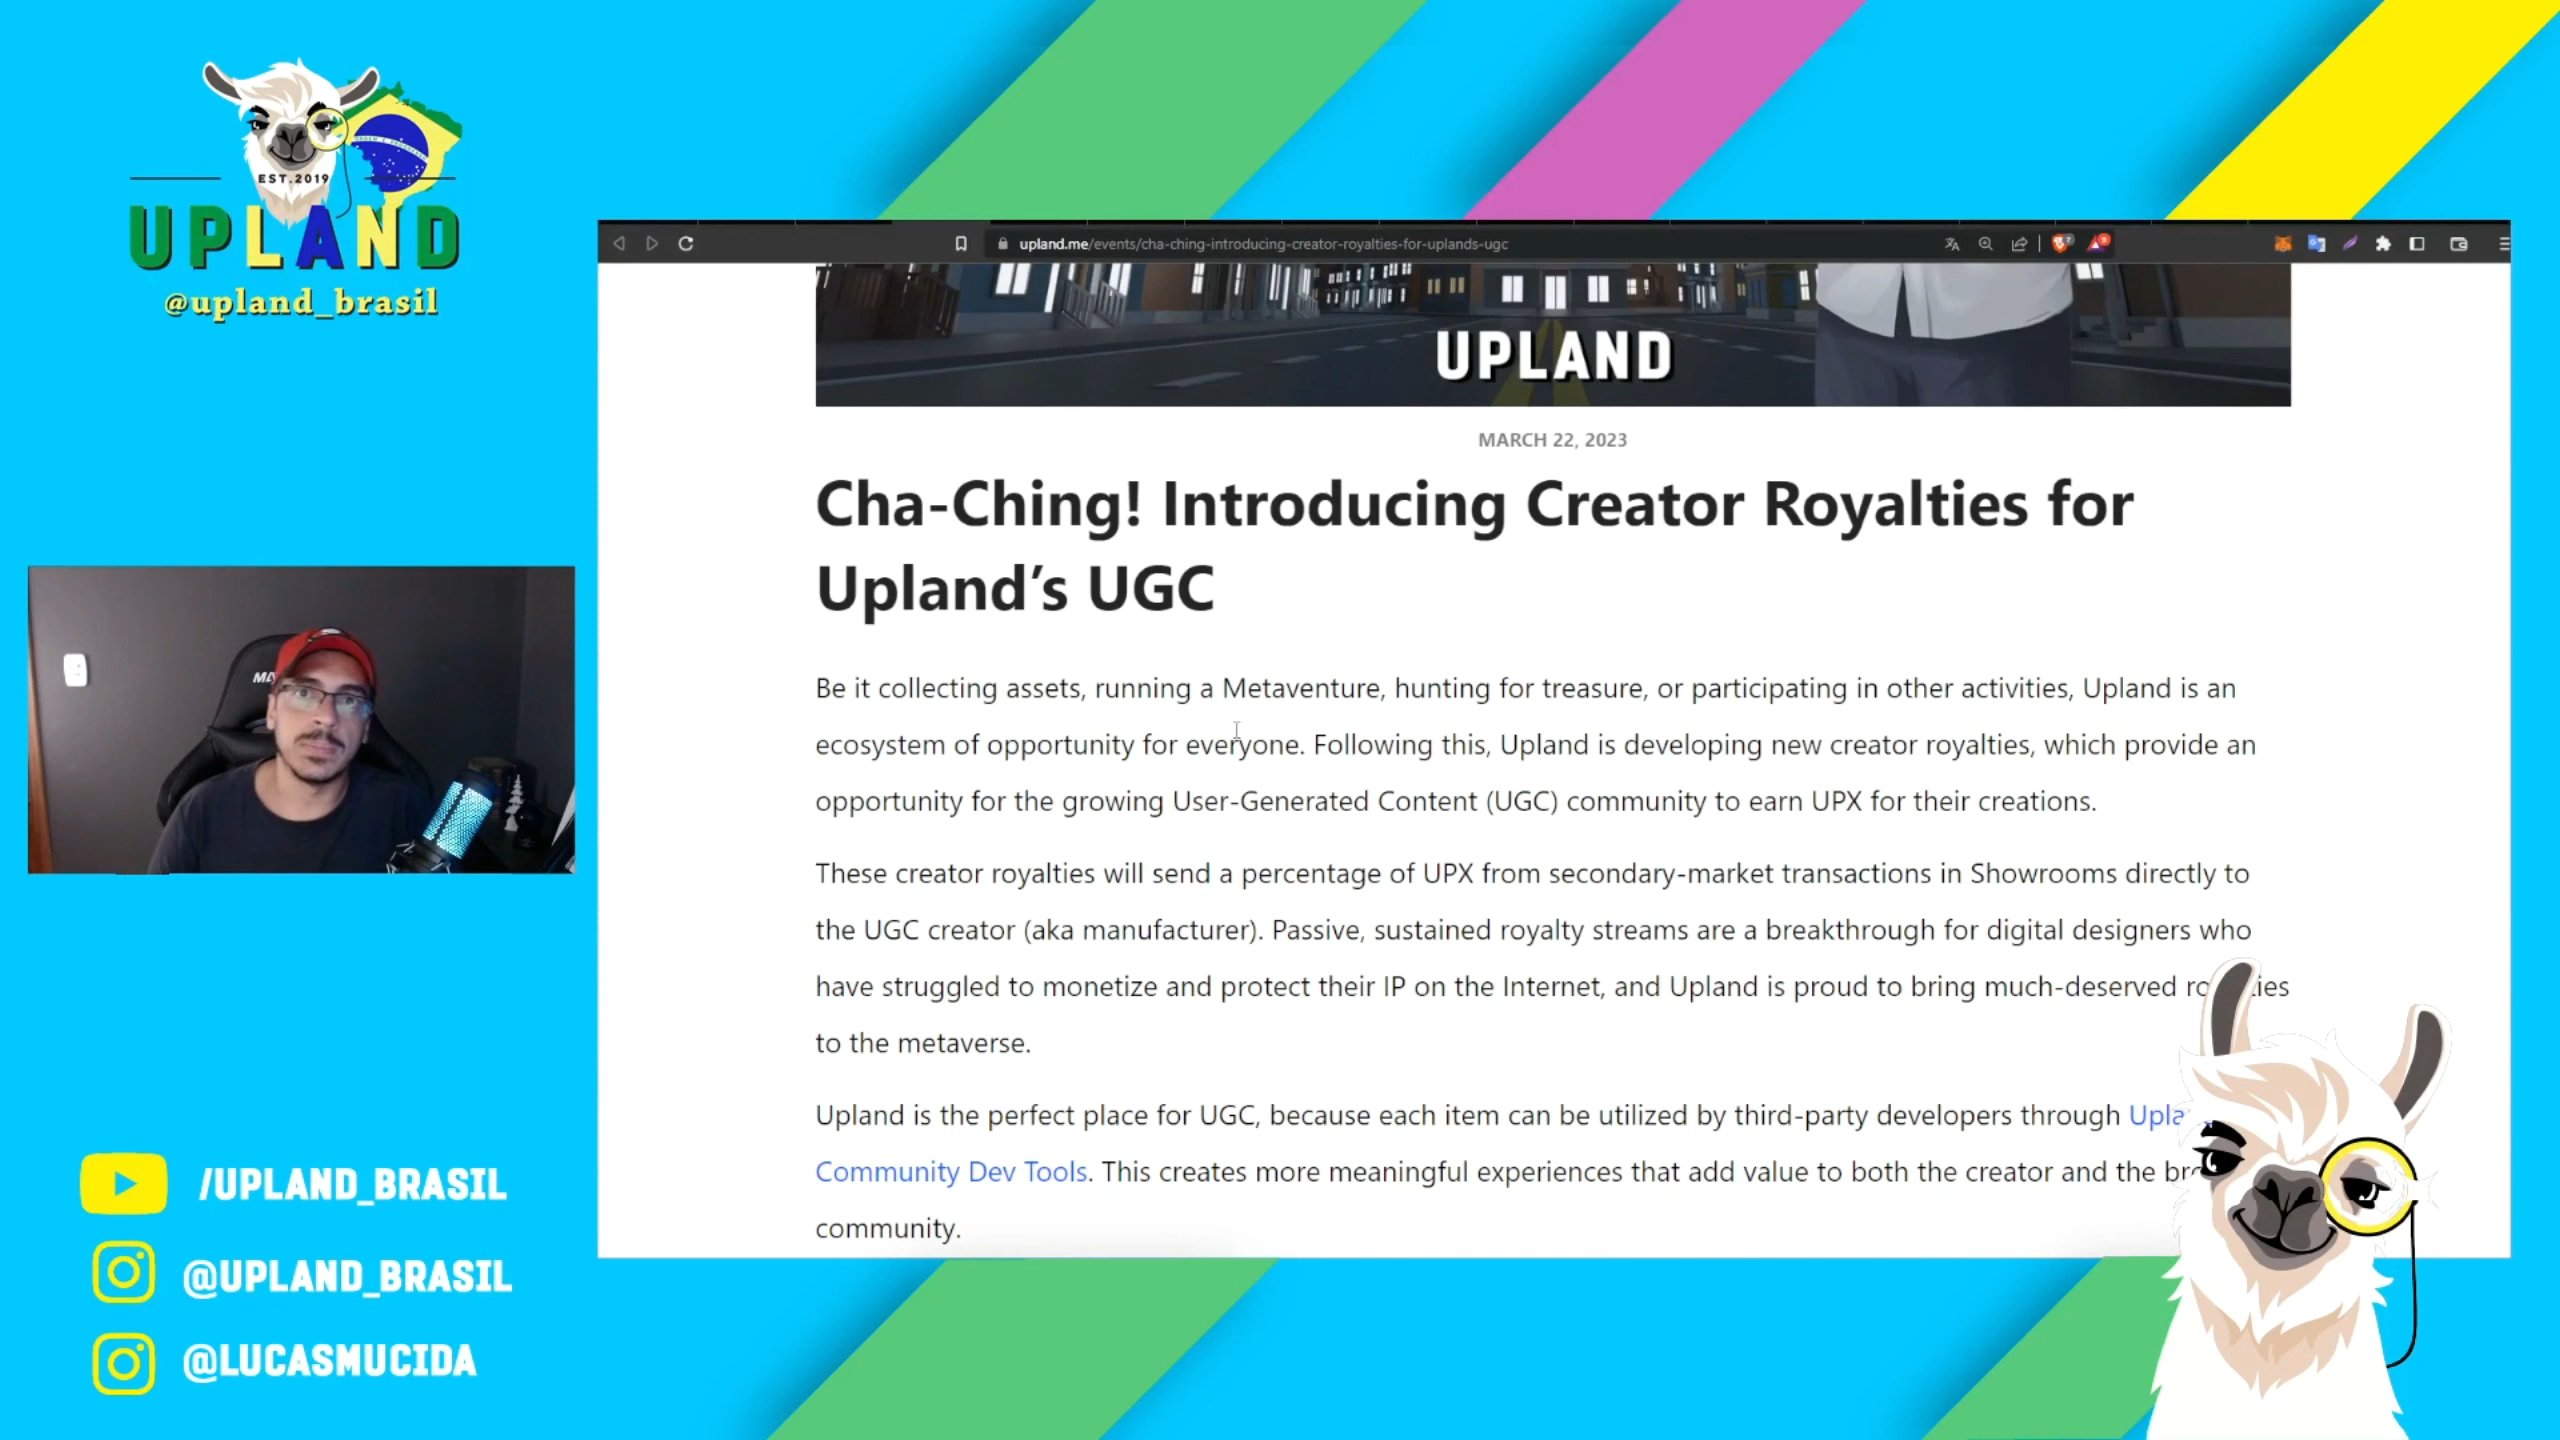 EST.2019
UPLAND
@upland_brasil
upland.me/events/cha-ching-introducing-creator-royalties-for-uplands-ugc
UPLAND
MARCH 22, 2023
Cha-Ching! Introducing Creator Royalties for
Upland’s UGC
Be it collecting assets, running a Metaventure, hunting for treasure, or participating in other activities, Upland is an
ecosystem of opportunity for everyone. Following this, Upland is developing new creator royalties, which provide an
opportunity for the growing User-Generated Content (UGC) community to earn UPX for their creations.
These creator royalties will send a percentage of UPX from secondary-market transactions in Showrooms directly to
the UGC creator (aka manufacturer). Passive, sustained royalty streams are a breakthrough for digital designers who
have struggled to monetize and protect their IP on the Internet, and Upland is proud to bring much-deserved
to the metaverse.
Upland is the perfect place for UGC, because each item can be utilized by third-party developers through
Community Dev Tools. This creates more meaningful experiences that add value to both the creator and the
community.
/UPLAND_BRASIL
@UPLAND_BRASIL
@LUCASMUCIDA